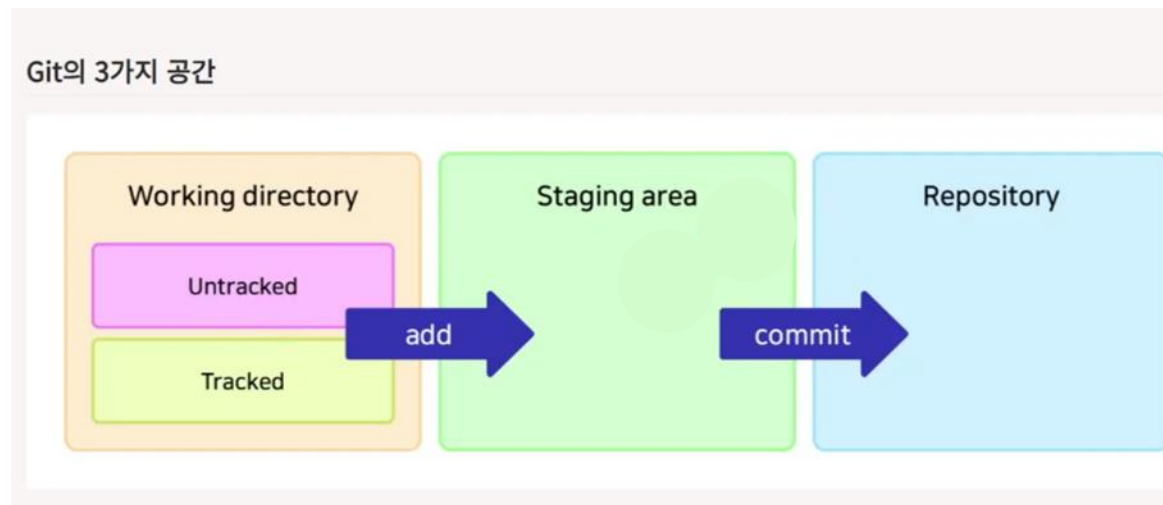 Git의 3가지 공간
Working directory
Staging area
Repository
Untracked
add
commit
Tracked